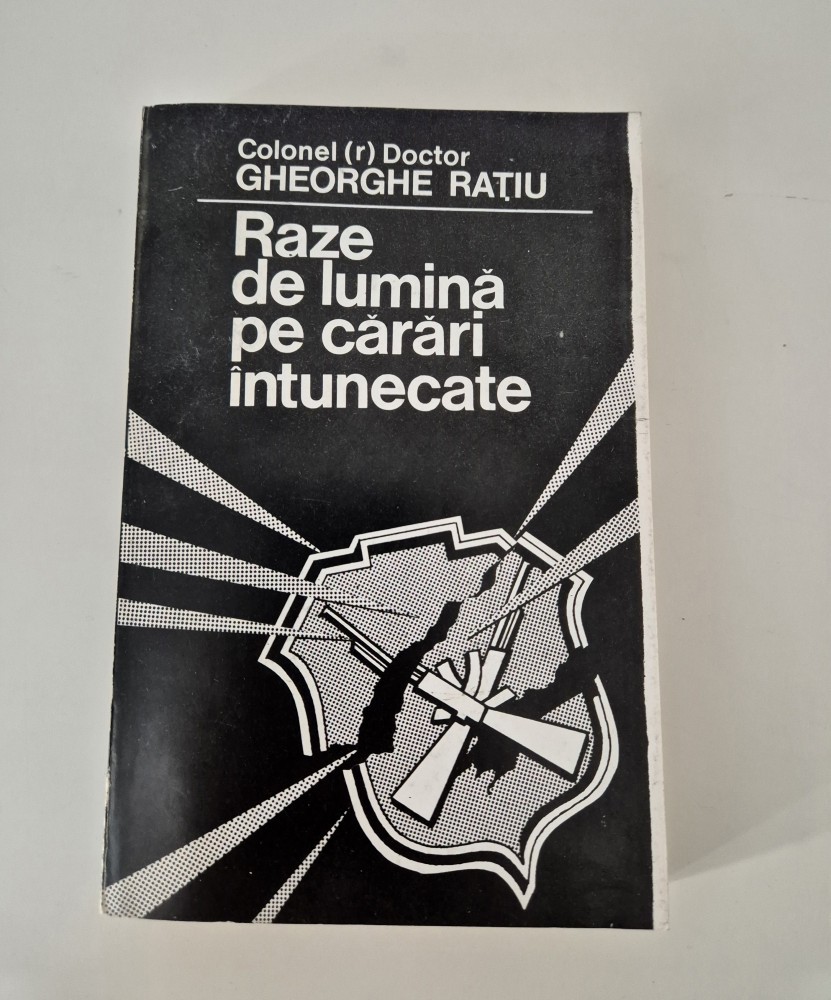 Colonel (r) Doctor
GHEORGHE RAȚIU
Raze
de lumină
pe cărări
întunecate